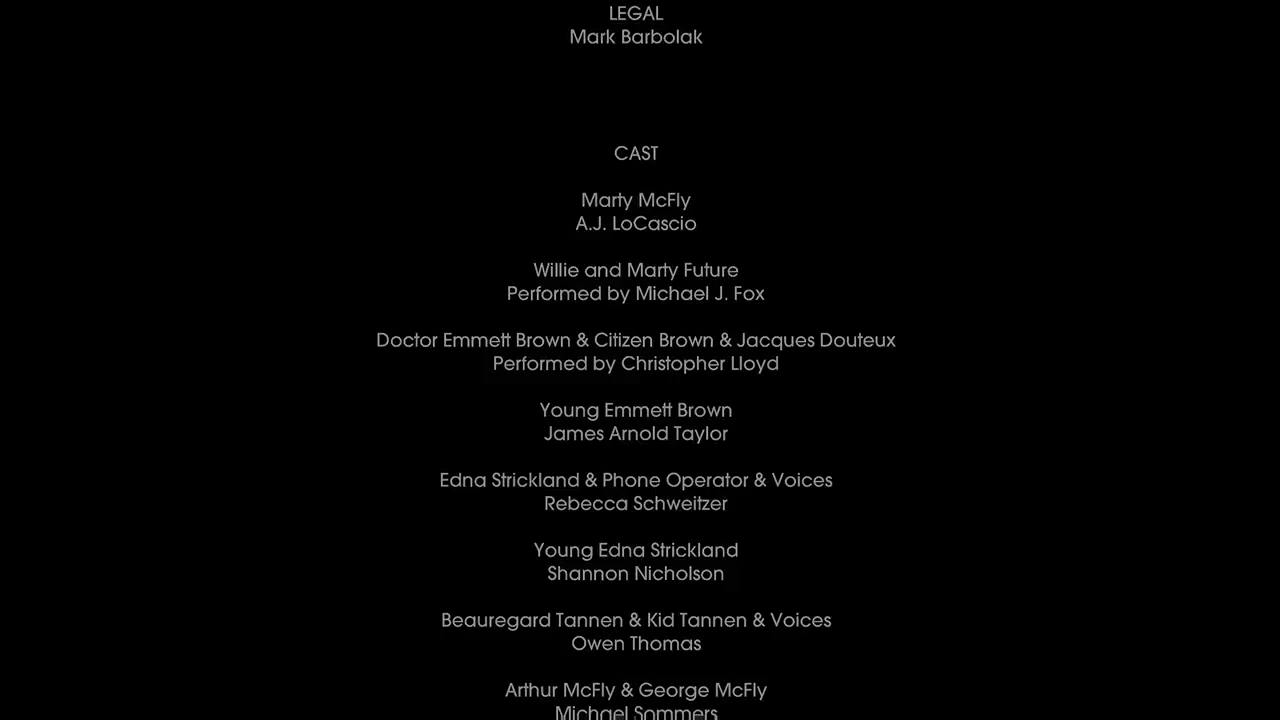 LEGAL
Mark Barbolak
CAST
Marty McFly
A.J. LoCascio
Willie and Marty Future
Performed by Michael J. Fox
Doctor Emmett Brown & Citizen Brown & Jacques Douteux
Performed by Christopher Lloyd
Young Emmett Brown
James Arnold Taylor
Edna Strickland & Phone Operator & Voices
Rebecca Schweitzer
Young Edna Strickland
Shannon Nicholson
Beauregard Tannen & Kid Tannen & Voices
Owen Thomas
Arthur McFly & George McFly
Michael Sommers